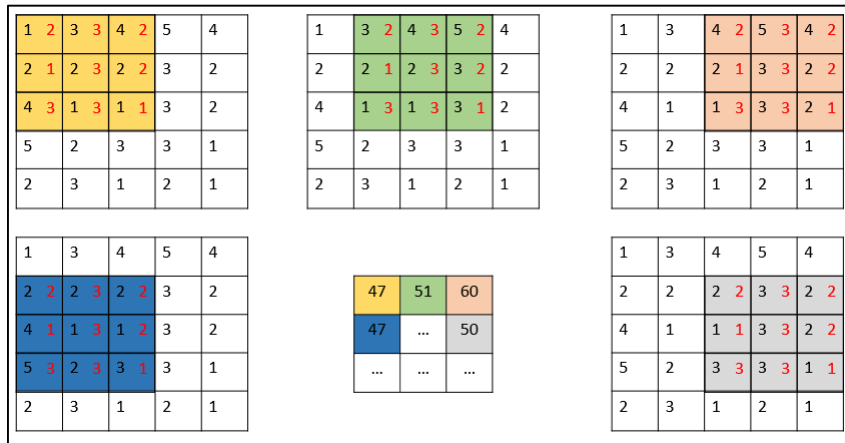 1 2 3 3 4 2 5 4
2 1 2 3 2 2 3 2
4 3 1 3 1 1 3 2
5 2 3 3 1
2 3 1 2 1
1 3 2 4 3 5 2 4
2 2 1 2 3 3 2 2
4 1 3 1 3 3 1 2
5 2 3 3 1
2 3 1 2 1
1 3 4 2 5 3 4 2
2 2 2 1 3 3 2 2
4 1 1 3 3 3 2 1
5 2 3 3 1
2 3 1 2 1
1 3 4 5 4
2 2 2 3 2 2 3 2
4 1 1 3 1 2 3 2
5 3 2 3 3 1 3 1
2 3 1 2 1
47 51 60
47 ... 50
... ... ...
1 3 4 5 4
2 2 2 2 3 3 2 2
4 1 1 1 3 3 2 2
5 2 3 3 3 3 1 1
2 3 1 2 1